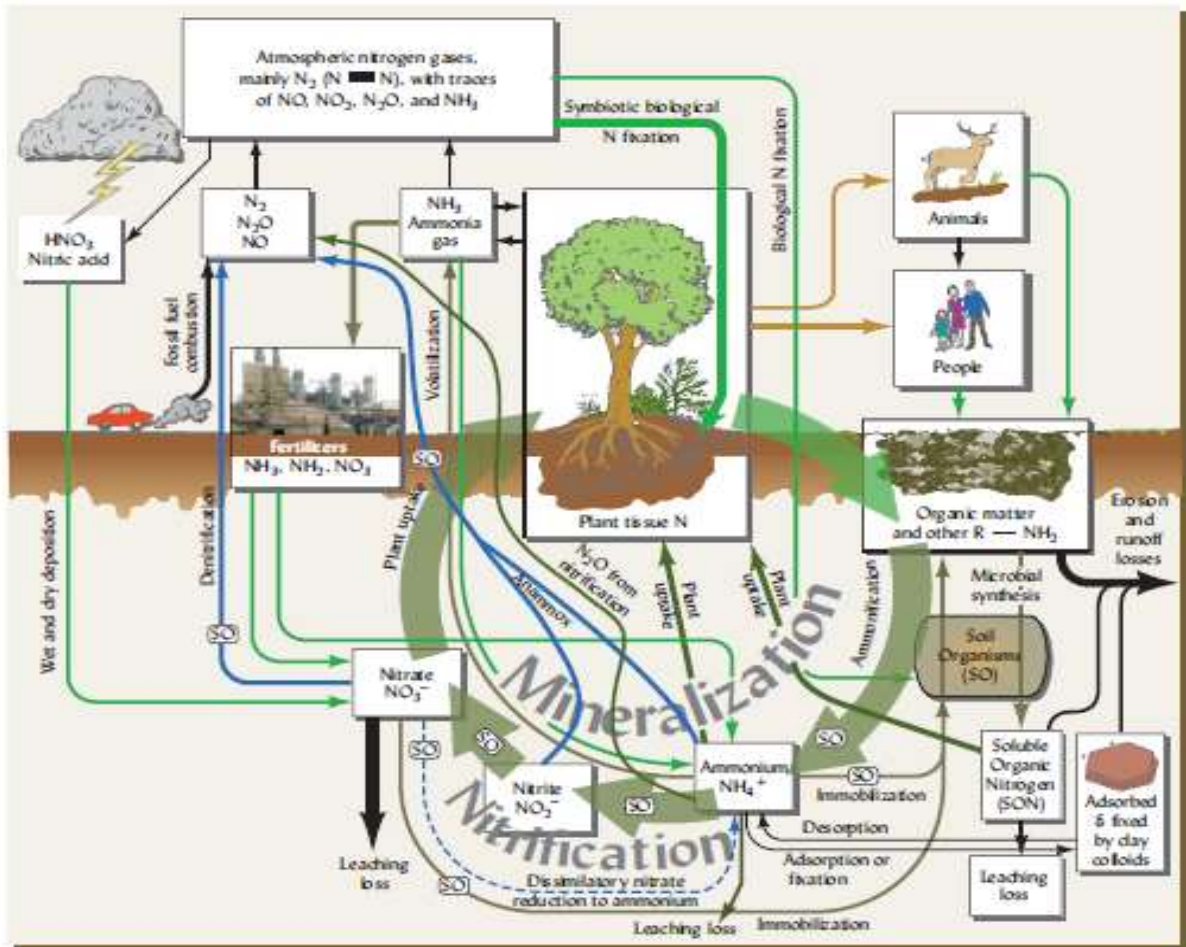 Atmospheric nitrogen gases,
mainly N₂ (N N), with traces
of NO, NO₂, N₂O, and NH₃
Symbiotic biological
N fixation
Biological N fixation
Animals
People
HNO₃
Nitric acid
N₂
N₂O
NO
NH₃
Ammonia
gas
Fossil fuel
combustion
Volatilization
Fertilizers
NH₃, NH₂, NO₃
SO
Plant tissue N
Organic matter
and other R — NH₂
Erosion
and
runoff
losses
Wet and dry deposition
Denitrification
SO
Plant uptake
Anammox
N₂O from
nitrification
Plant
uptake
Plant
uptake
Ammonification
Microbial
synthesis
Soil
Organisms
(SO)
Mineralization
Nitrification
Nitrate
NO₃⁻
SO
SO
Nitrite
NO₂⁻
SO
Ammonium,
NH₄⁺
SO
SO
Immobilization
Soluble
Organic
Nitrogen
(SON)
Adsorbed
& fixed
by clay
colloids
Desorption
Adsorption or
fixation
Leaching
loss
Leaching
loss
SO
Dissimilatory nitrate
reduction to ammonium
Leaching loss
Immobilization